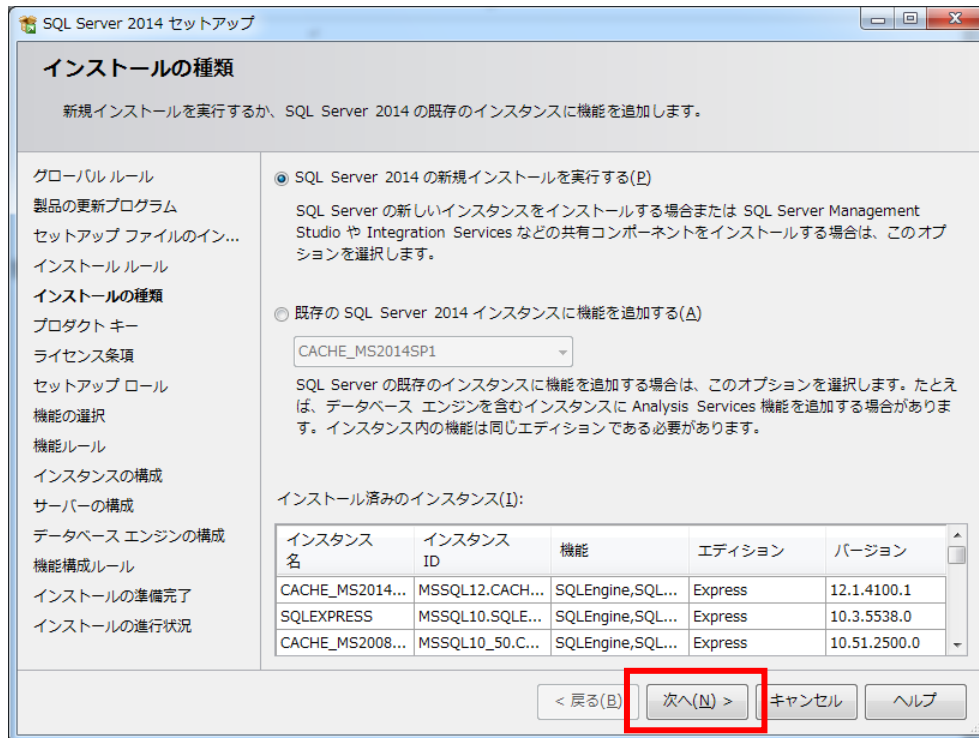 SQL Server 2014 セットアップ
インストールの種類
新規インストールを実行するか、SQL Server 2014 の既存のインスタンスに機能を追加します。
グローバル ルール
製品の更新プログラム
セットアップ ファイルのイン...
インストール ルール
インストールの種類
プロダクト キー
ライセンス条項
セットアップ ロール
機能の選択
機能ルール
インスタンスの構成
サーバーの構成
データベース エンジンの構成
機能構成ルール
インストールの準備完了
インストールの進行状況
SQL Server 2014 の新規インストールを実行する(P)
SQL Server の新しいインスタンスをインストールする場合または SQL Server Management
Studio や Integration Services などの共有コンポーネントをインストールする場合は、このオプ
ションを選択します。
既存の SQL Server 2014 インスタンスに機能を追加する(A)
CACHE_MS2014SP1
SQL Server の既存のインスタンスに機能を追加する場合は、このオプションを選択します。たとえ
ば、データベース エンジンを含むインスタンスに Analysis Services 機能を追加する場合がありま
す。インスタンス内の機能は同じエディションである必要があります。
インストール済みのインスタンス(I):
インスタンス名 インスタンス ID 機能 エディション バージョン
CACHE_MS2014... MSSQL12.CACH... SQLEngine,SQL... Express 12.1.4100.1
SQLEXPRESS MSSQL10.SQLE... SQLEngine,SQL... Express 10.3.5538.0
CACHE_MS2008... MSSQL10_50.C... SQLEngine,SQL... Express 10.51.2500.0
< 戻る(B) 次へ(N) > キャンセル ヘルプ